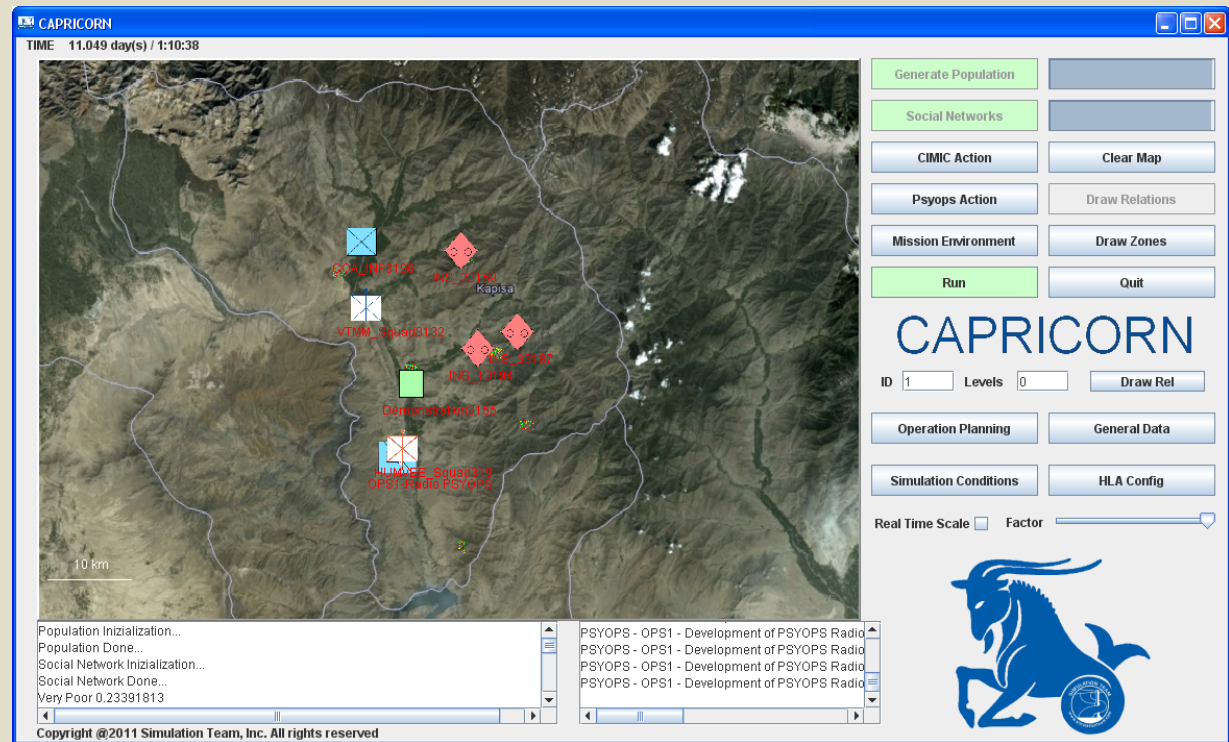 CAPRICORN
TIME 11.049 day(s) / 1:10:38
Generate Population
Social Networks
CIMIC Action
Clear Map
Psyops Action
Draw Relations
Mission Environment
Draw Zones
Run
Quit
CAPRICORN
ID 1 Levels 0 Draw Rel
Operation Planning
General Data
Simulation Conditions
HLA Config
Real Time Scale Factor
Kapisa
OPS1-Radio PSYOPS
10 km
Population Inizialization...
Population Done...
Social Network Inizialization...
Social Network Done...
Very Poor 0.23391813
PSYOPS - OPS1 - Development of PSYOPS Radio
PSYOPS - OPS1 - Development of PSYOPS Radio
PSYOPS - OPS1 - Development of PSYOPS Radio
PSYOPS - OPS1 - Development of PSYOPS Radio
SIMULATION TEAM
Copyright @2011 Simulation Team, Inc. All rights reserved